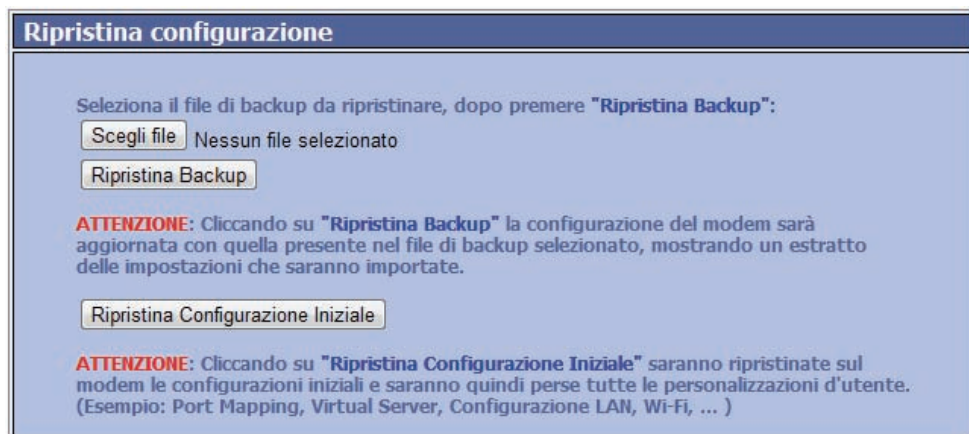 Ripristina configurazione
Seleziona il file di backup da ripristinare, dopo premere "Ripristina Backup":
Scegli file Nessun file selezionato
Ripristina Backup
ATTENZIONE: Cliccando su "Ripristina Backup" la configurazione del modem sarà
aggiornata con quella presente nel file di backup selezionato, mostrando un estratto
delle impostazioni che saranno importate.
Ripristina Configurazione Iniziale
ATTENZIONE: Cliccando su "Ripristina Configurazione Iniziale" saranno ripristinate sul
modem le configurazioni iniziali e saranno quindi perse tutte le personalizzazioni d'utente.
(Esempio: Port Mapping, Virtual Server, Configurazione LAN, Wi-Fi, ... )